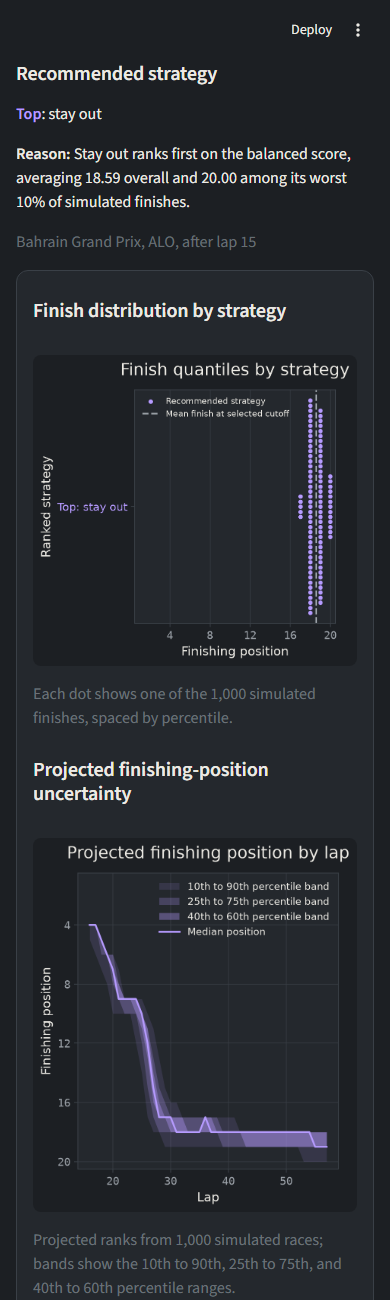 Deploy
Recommended strategy
Top: stay out
Reason: Stay out ranks first on the balanced score,
averaging 18.59 overall and 20.00 among its worst
10% of simulated finishes.
Bahrain Grand Prix, ALO, after lap 15
Finish distribution by strategy
Finish quantiles by strategy
Recommended strategy
Mean finish at selected cutoff
Ranked strategy
Top: stay out
4 8 12 16 20
Finishing position
Each dot shows one of the 1,000 simulated
finishes, spaced by percentile.
Projected finishing-position
uncertainty
Projected finishing position by lap
10th to 90th percentile band
25th to 75th percentile band
40th to 60th percentile band
Median position
Finishing position
4
8
12
16
20
20 30 40 50
Lap
Projected ranks from 1,000 simulated races;
bands show the 10th to 90th, 25th to 75th, and
40th to 60th percentile ranges.